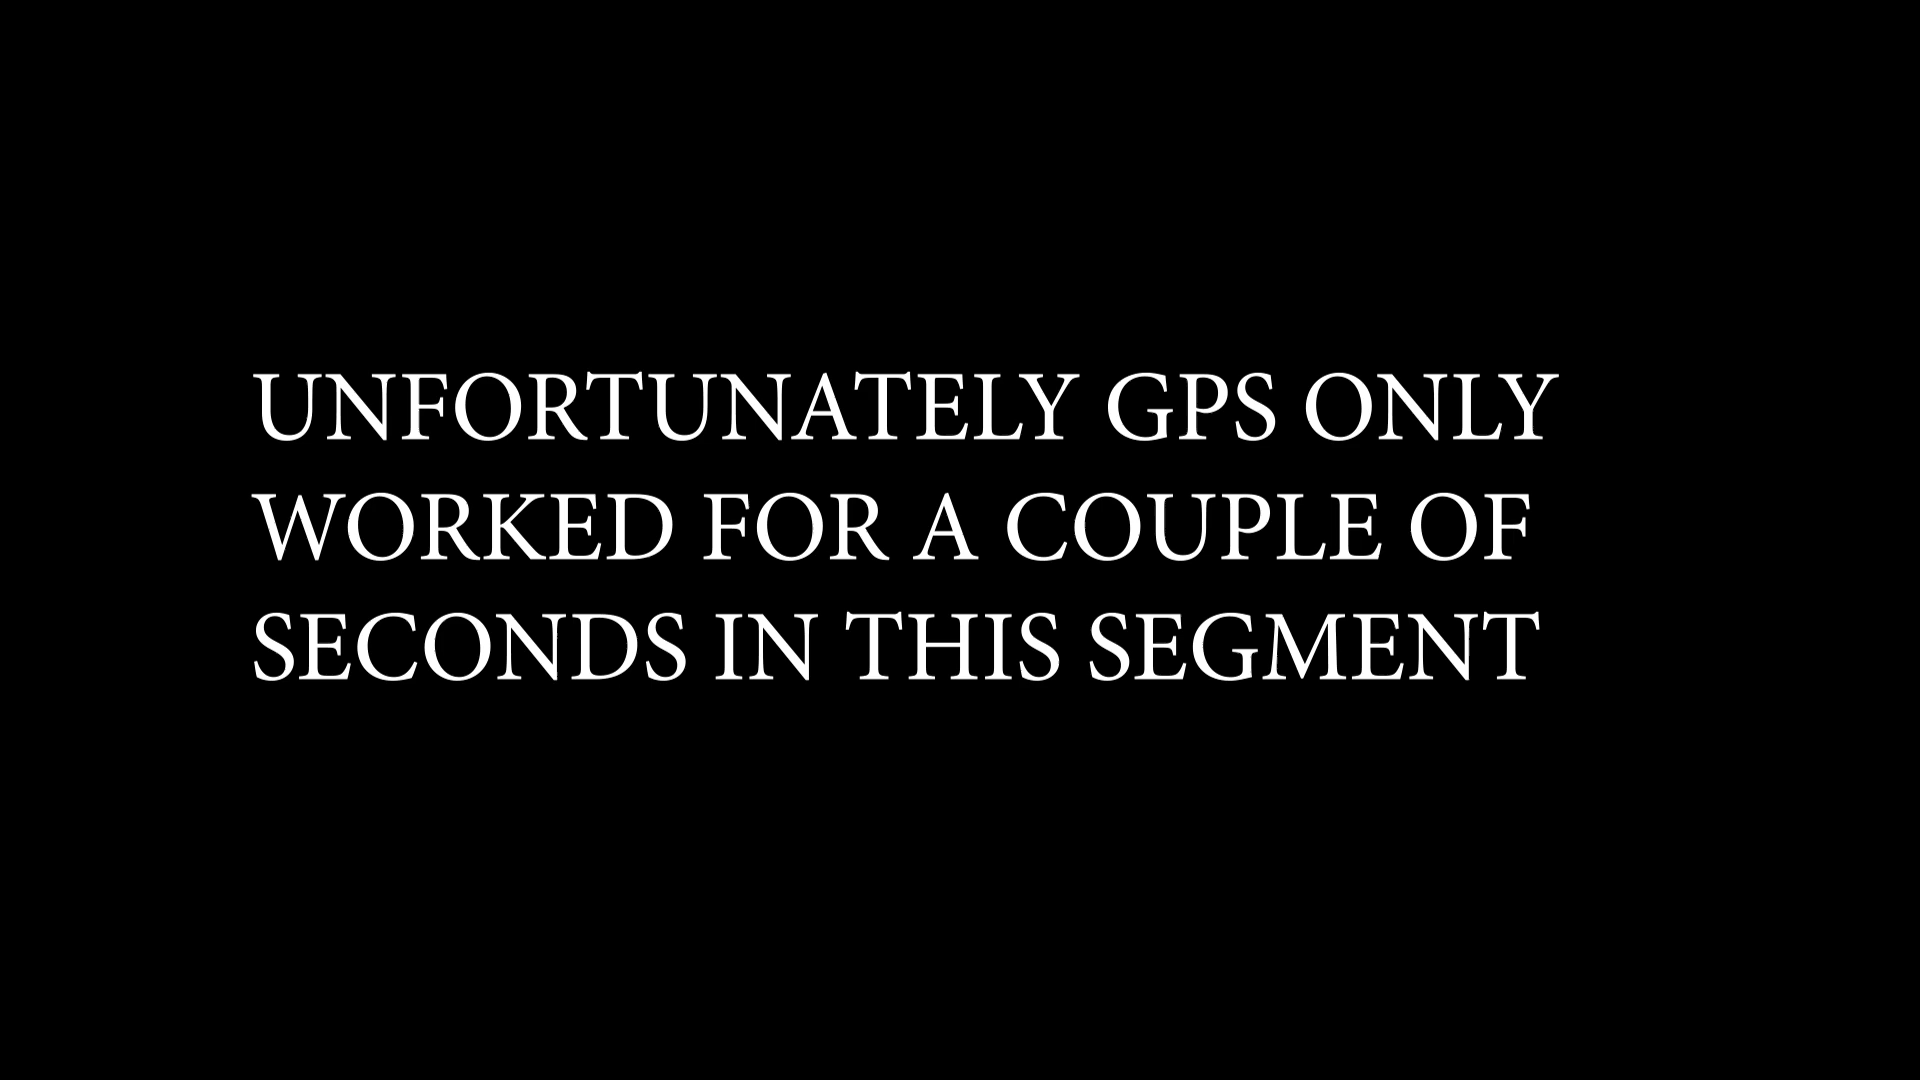 UNFORTUNATELY GPS ONLY
WORKED FOR A COUPLE OF
SECONDS IN THIS SEGMENT